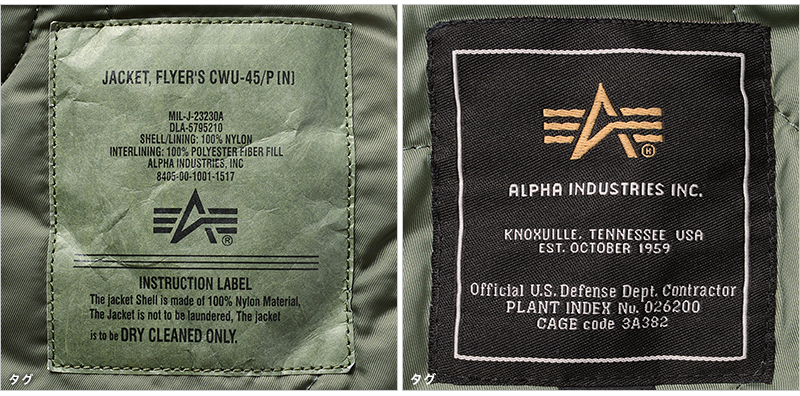 JACKET, FLYER'S CWU-45/P [N]
MIL-J-23230A
DLA-5795210
SHELL/LINING: 100% NYLON
INTERLINING: 100% POLYESTER FIBER FILL
ALPHA INDUSTRIES, INC
8405-00-1001-1517
®
INSTRUCTION LABEL
The jacket Shell is made of 100% Nylon Material,
The Jacket is not to be laundered, The jacket
is to be DRY CLEANED ONLY.
タグ
®
ALPHA INDUSTRIES INC.
KNOXUILLE, TENNESSEE USA
EST. OCTOBER 1959
Official U.S. Defense Dept. Contractor
PLANT INDEX No. 026200
CAGE code 3A382
タグ